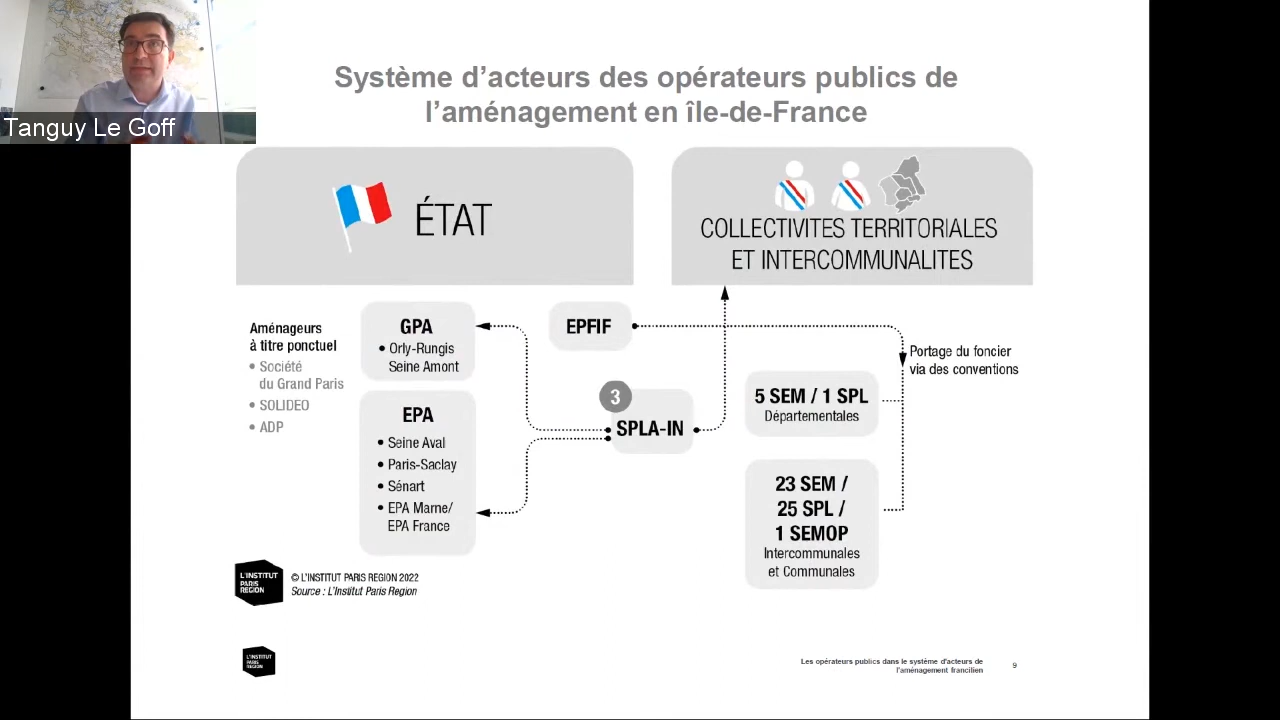 Tanguy Le Goff
Système d’acteurs des opérateurs publics de
l’aménagement en île-de-France
ÉTAT
COLLECTIVITES TERRITORIALES
ET INTERCOMMUNALITES
Aménageurs
à titre ponctuel
• Société
du Grand Paris
• SOLIDEO
• ADP
GPA
• Orly-Rungis
Seine Amont
EPA
• Seine Aval
• Paris-Saclay
• Sénart
• EPA Marne/
EPA France
EPFIF
3
SPLA-IN
Portage du foncier
via des conventions
5 SEM / 1 SPL
Départementales
23 SEM /
25 SPL /
1 SEMOP
Intercommunales
et Communales
L'INSTITUT
PARIS
REGION
© L'INSTITUT PARIS REGION 2022
Source : L'Institut Paris Region
L'INSTITUT
PARIS
REGION
Les opérateurs publics dans le système d'acteurs de
l'aménagement francilien
9